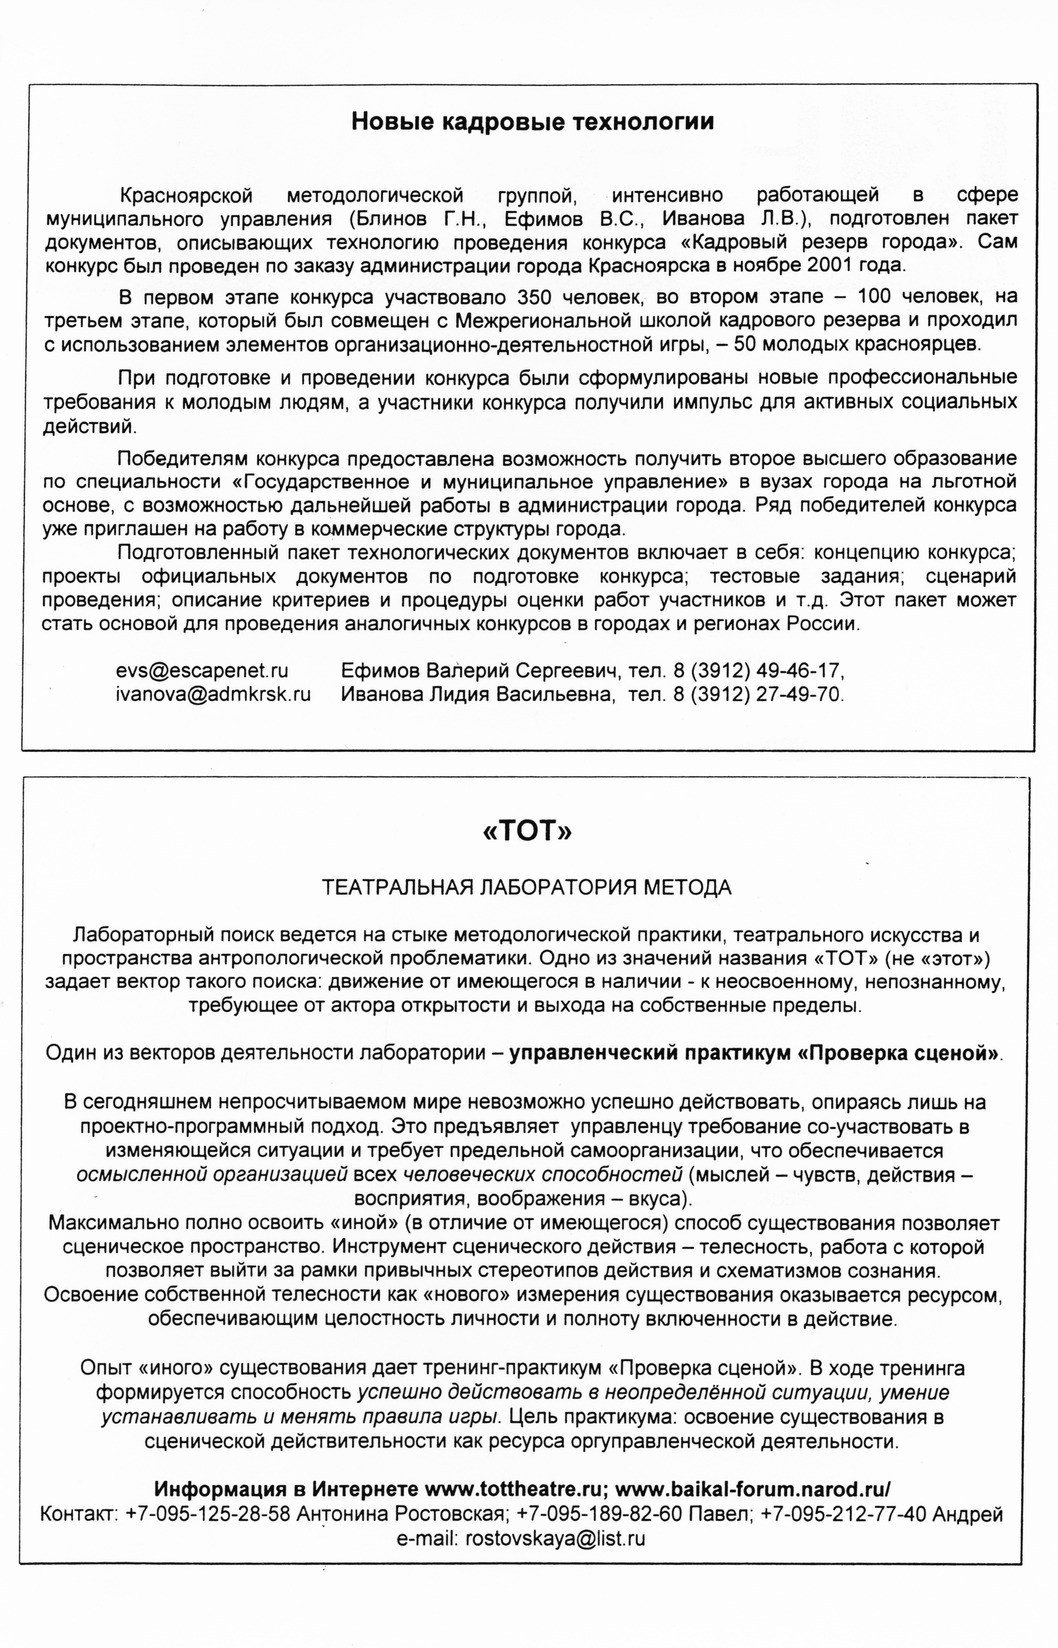 Новые кадровые технологии
Красноярской методологической группой, интенсивно работающей в сфере
муниципального управления (Блинов Г.Н., Ефимов В.С., Иванова Л.В.), подготовлен пакет
документов, описывающих технологию проведения конкурса «Кадровый резерв города». Сам
конкурс был проведен по заказу администрации города Красноярска в ноябре 2001 года.
В первом этапе конкурса участвовало 350 человек, во втором этапе – 100 человек, на
третьем этапе, который был совмещен с Межрегиональной школой кадрового резерва и проходил
с использованием элементов организационно-деятельностной игры, – 50 молодых красноярцев.
При подготовке и проведении конкурса были сформулированы новые профессиональные
требования к молодым людям, а участники конкурса получили импульс для активных социальных
действий.
Победителям конкурса предоставлена возможность получить второе высшего образование
по специальности «Государственное и муниципальное управление» в вузах города на льготной
основе, с возможностью дальнейшей работы в администрации города. Ряд победителей конкурса
уже приглашен на работу в коммерческие структуры города.
Подготовленный пакет технологических документов включает в себя: концепцию конкурса;
проекты официальных документов по подготовке конкурса; тестовые задания; сценарий
проведения; описание критериев и процедуры оценки работ участников и т.д. Этот пакет может
стать основой для проведения аналогичных конкурсов в городах и регионах России.
evs@escapenet.ru Ефимов Валерий Сергеевич, тел. 8 (3912) 49-46-17,
ivanova@admkrsk.ru Иванова Лидия Васильевна, тел. 8 (3912) 27-49-70.
«ТОТ»
ТЕАТРАЛЬНАЯ ЛАБОРАТОРИЯ МЕТОДА
Лабораторный поиск ведется на стыке методологической практики, театрального искусства и
пространства антропологической проблематики. Одно из значений названия «ТОТ» (не «этот»)
задает вектор такого поиска: движение от имеющегося в наличии - к неосвоенному, непознанному,
требующее от актора открытости и выхода на собственные пределы.
Один из векторов деятельности лаборатории – управленческий практикум «Проверка сценой».
В сегодняшнем непросчитываемом мире невозможно успешно действовать, опираясь лишь на
проектно-программный подход. Это предъявляет управленцу требование со-участвовать в
изменяющейся ситуации и требует предельной самоорганизации, что обеспечивается
осмысленной организацией всех человеческих способностей (мыслей – чувств, действия –
восприятия, воображения – вкуса).
Максимально полно освоить «иной» (в отличие от имеющегося) способ существования позволяет
сценическое пространство. Инструмент сценического действия – телесность, работа с которой
позволяет выйти за рамки привычных стереотипов действия и схематизмов сознания.
Освоение собственной телесности как «нового» измерения существования оказывается ресурсом,
обеспечивающим целостность личности и полноту включенности в действие.
Опыт «иного» существования дает тренинг-практикум «Проверка сценой». В ходе тренинга
формируется способность успешно действовать в неопределённой ситуации, умение
устанавливать и менять правила игры. Цель практикума: освоение существования в
сценической действительности как ресурса оргуправленческой деятельности.
Информация в Интернете www.tottheatre.ru; www.baikal-forum.narod.ru/
Контакт: +7-095-125-28-58 Антонина Ростовская; +7-095-189-82-60 Павел; +7-095-212-77-40 Андрей
e-mail: rostovskaya@list.ru